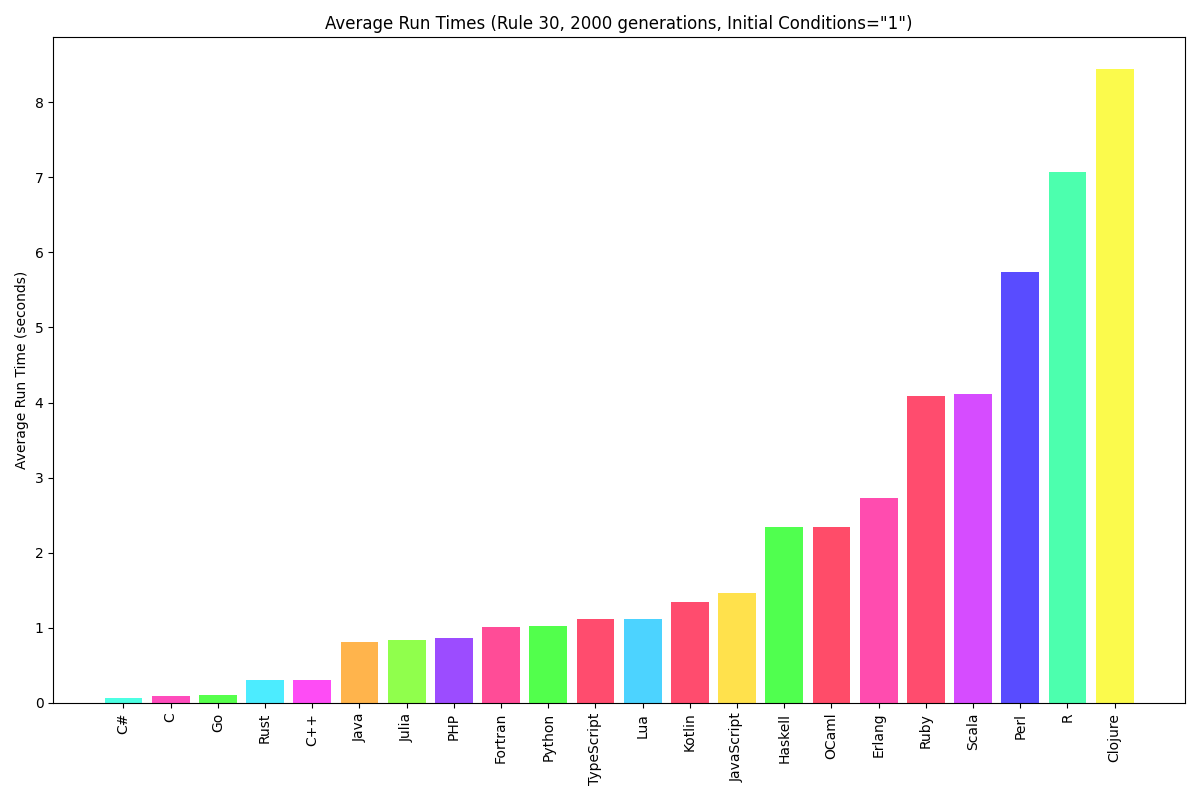 Average Run Times (Rule 30, 2000 generations, Initial Conditions="1")
Average Run Time (seconds)
8
7
6
5
4
3
2
1
0
C#
C
Go
Rust
C++
Java
Julia
PHP
Fortran
Python
TypeScript
Lua
Kotlin
JavaScript
Haskell
OCaml
Erlang
Ruby
Scala
Perl
R
Clojure